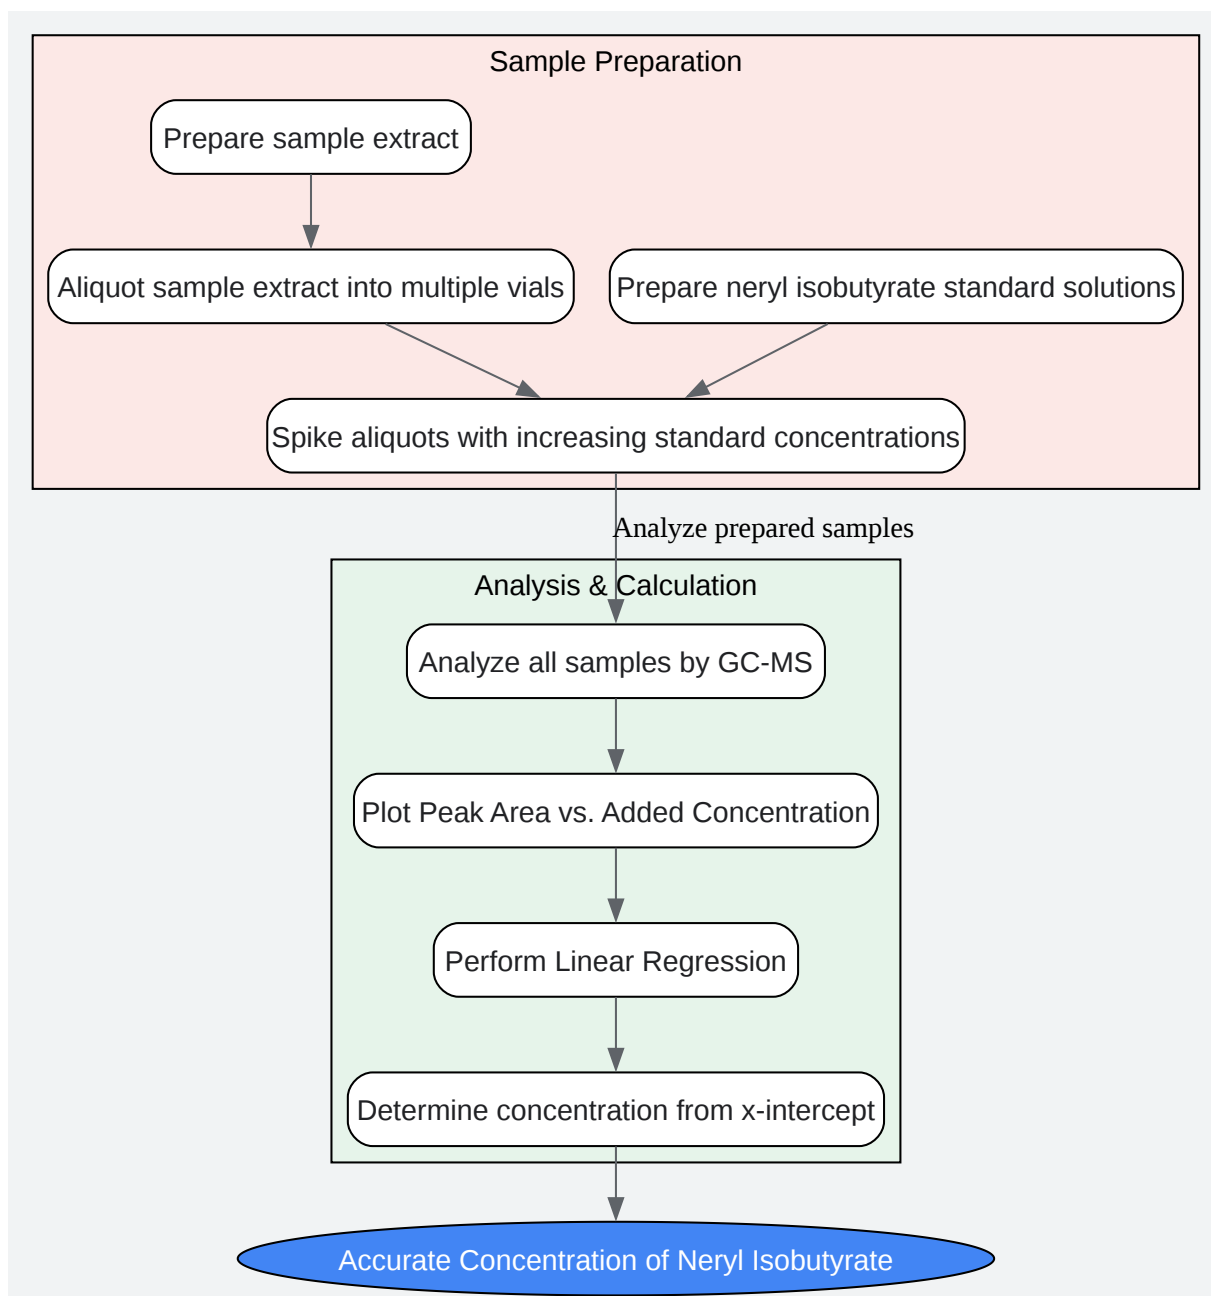 Sample Preparation
Prepare sample extract
Aliquot sample extract into multiple vials
Prepare neryl isobutyrate standard solutions
Spike aliquots with increasing standard concentrations
Analyze prepared samples
Analysis & Calculation
Analyze all samples by GC-MS
Plot Peak Area vs. Added Concentration
Perform Linear Regression
Determine concentration from x-intercept
Accurate Concentration of Neryl Isobutyrate